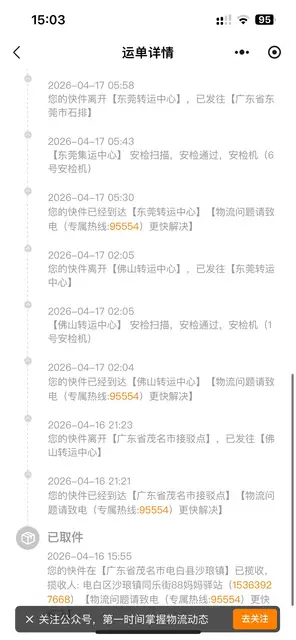 15:03
95
运单详情
2026-04-17 05:58
您的快件离开【东莞转运中心】，已发往【广东省东
莞市石排】
2026-04-17 05:43
【东莞集运中心】 安检扫描，安检通过，安检机（6
号安检机）
2026-04-17 05:30
您的快件已经到达【东莞转运中心】【物流问题请致
电（专属热线:95554）更快解决】
2026-04-17 02:05
您的快件离开【佛山转运中心】，已发往【东莞转运
中心】
2026-04-17 02:05
【佛山转运中心】 安检扫描，安检通过，安检机（1
号安检机）
2026-04-17 02:04
您的快件已经到达【佛山转运中心】【物流问题请致
电（专属热线:95554）更快解决】
2026-04-16 21:23
您的快件离开【广东省茂名市接驳点】，已发往【佛
山转运中心】
2026-04-16 21:21
您的快件已经到达【广东省茂名市接驳点】【物流问
题请致电（专属热线:95554）更快解决】
已取件
2026-04-16 15:55
您的快件在【广东省茂名市电白县沙琅镇】已揽收，
揽收人: 电白区沙琅镇同乐街88妈妈驿站（1536392
7668）【物流问题请致电（专属热线:95554）更快
关注公众号，第一时间掌握物流动态
去关注